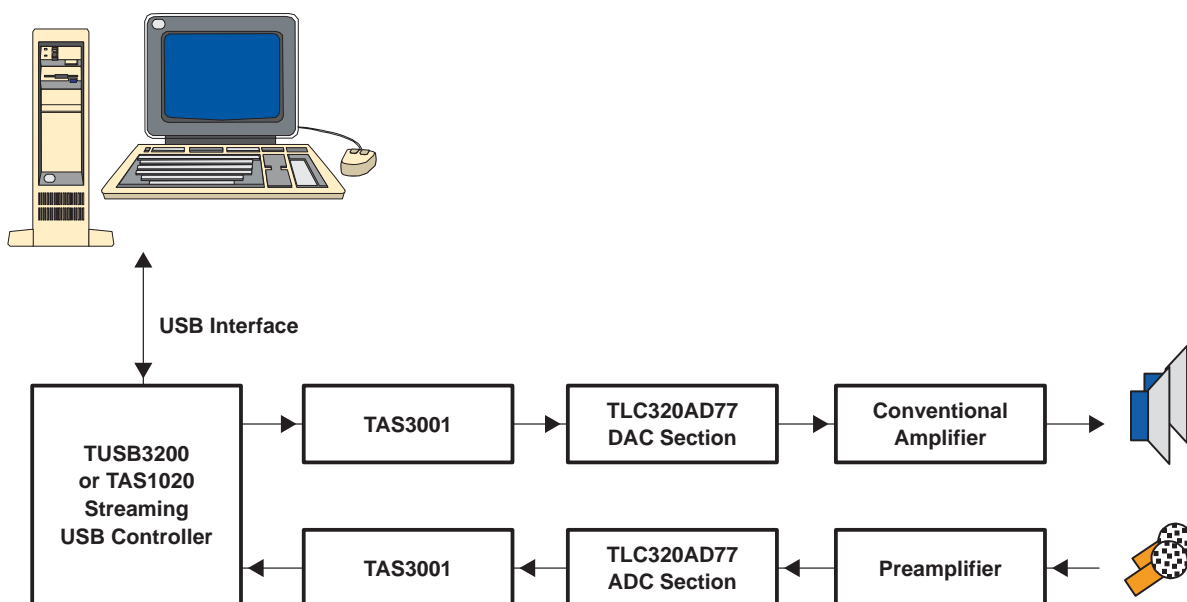 USB Interface
TUSB3200
or TAS1020
Streaming
USB Controller
TAS3001
TLC320AD77
DAC Section
Conventional
Amplifier
TAS3001
TLC320AD77
ADC Section
Preamplifier